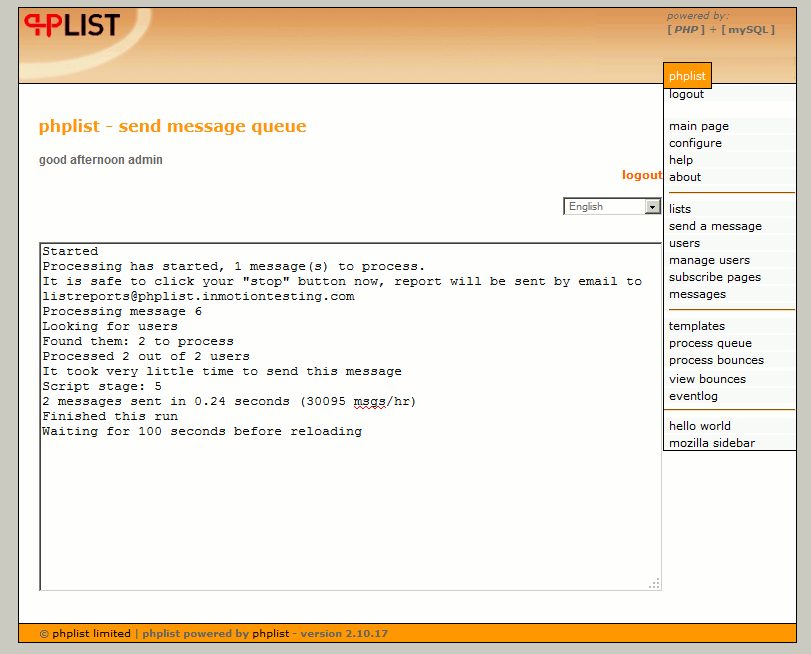 PHPLIST
powered by:
[ PHP ] + [ mySQL ]
phplist
logout
main page
configure
help
about
lists
send a message
users
manage users
subscribe pages
messages
templates
process queue
process bounces
view bounces
eventlog
hello world
mozilla sidebar
phplist - send message queue
good afternoon admin
logout
English
Started
Processing has started, 1 message(s) to process.
It is safe to click your "stop" button now, report will be sent by email to
listreports@phplist.inmotiontesting.com
Processing message 6
Looking for users
Found them: 2 to process
Processed 2 out of 2 users
It took very little time to send this message
Script stage: 5
2 messages sent in 0.24 seconds (30095 msgs/hr)
Finished this run
Waiting for 100 seconds before reloading
© phplist limited | phplist powered by phplist - version 2.10.17